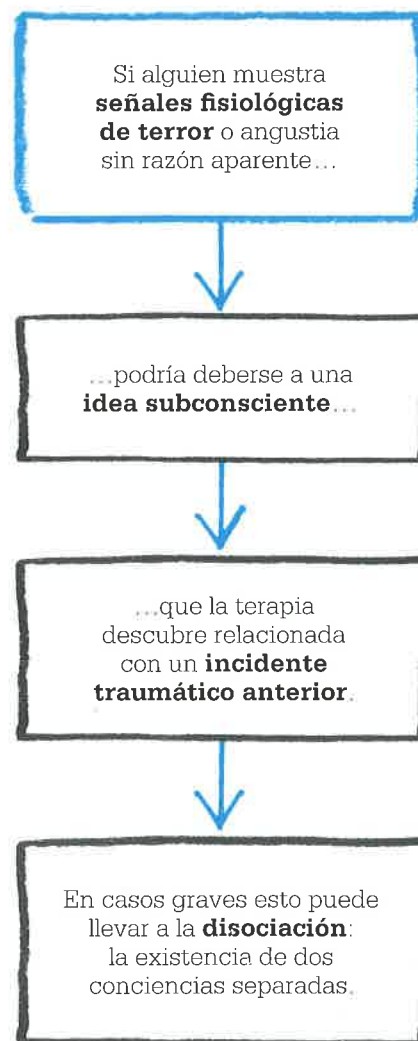 Si alguien muestra
señales fisiológicas
de terror o angustia
sin razón aparente...
...podría deberse a una
idea subconsciente...
...que la terapia
descubre relacionada
con un incidente
traumático anterior.
En casos graves esto puede
llevar a la disociación:
la existencia de dos
conciencias separadas.